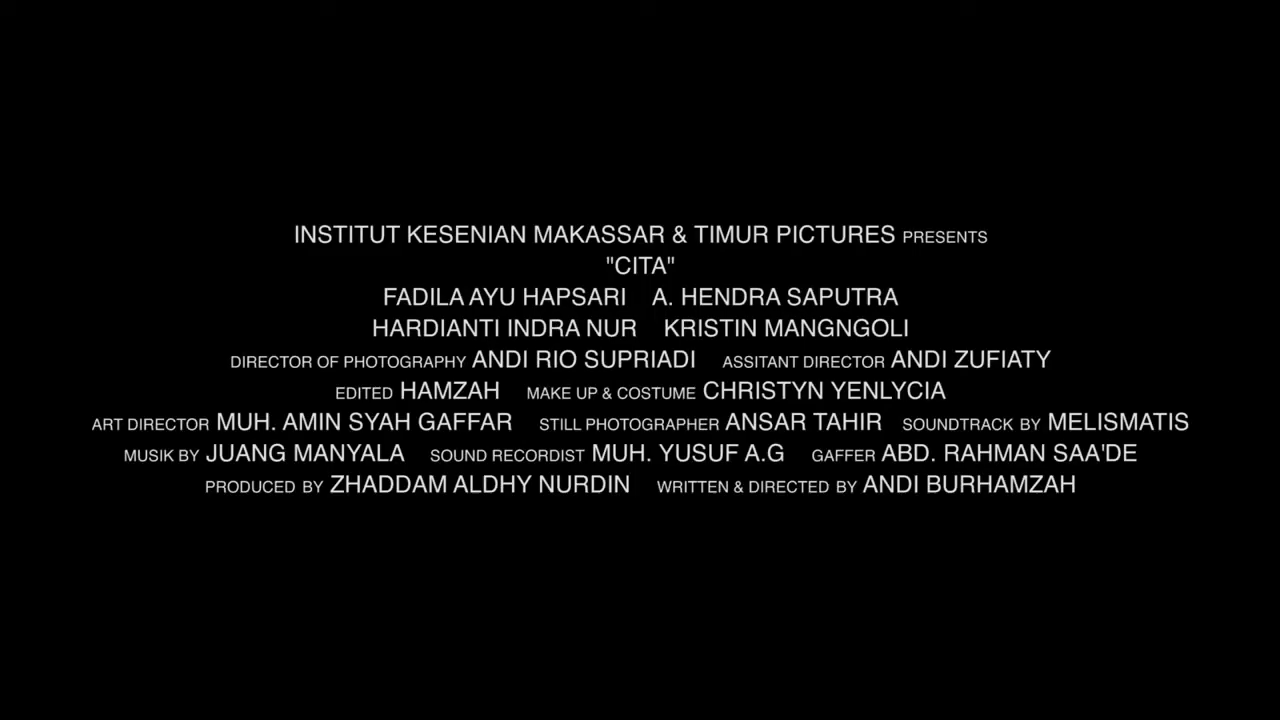 INSTITUT KESENIAN MAKASSAR & TIMUR PICTURES PRESENTS
"CITA"
FADILA AYU HAPSARI A. HENDRA SAPUTRA
HARDIANTI INDRA NUR KRISTIN MANGNGOLI
DIRECTOR OF PHOTOGRAPHY ANDI RIO SUPRIADI ASSITANT DIRECTOR ANDI ZUFIATY
EDITED HAMZAH MAKE UP & COSTUME CHRISTYN YENLYCIA
ART DIRECTOR MUH. AMIN SYAH GAFFAR STILL PHOTOGRAPHER ANSAR TAHIR SOUNDTRACK BY MELISMATIS
MUSIK BY JUANG MANYALA SOUND RECORDIST MUH. YUSUF A.G GAFFER ABD. RAHMAN SAA'DE
PRODUCED BY ZHADDAM ALDHY NURDIN WRITTEN & DIRECTED BY ANDI BURHAMZAH